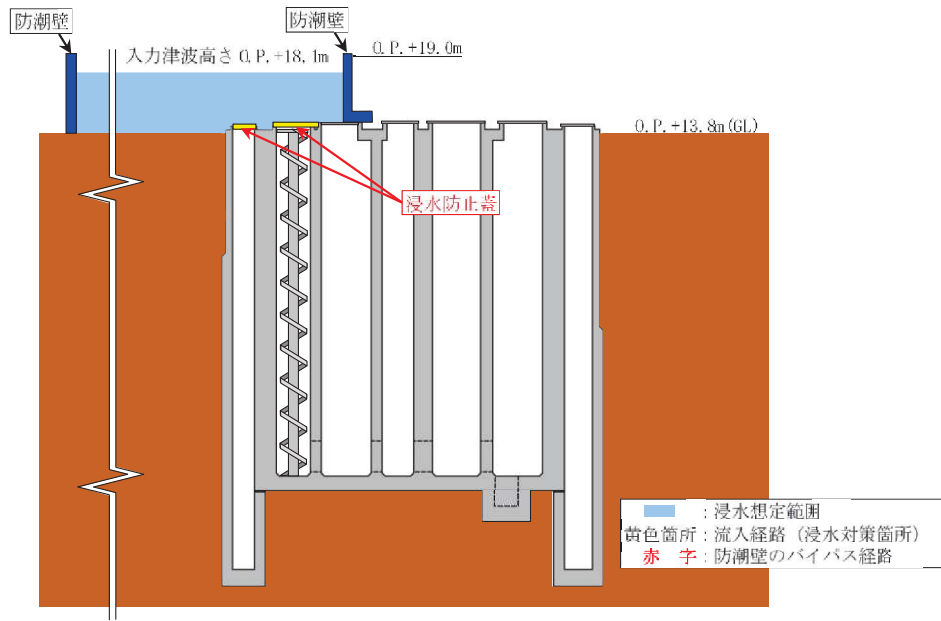 防潮壁
防潮壁
入力津波高さ O.P.+18.1m
O.P.+19.0m
O.P.+13.8m(GL)
浸水防止蓋
：浸水想定範囲
黄色箇所：流入経路（浸水対策箇所）
赤　字：防潮壁のバイパス経路